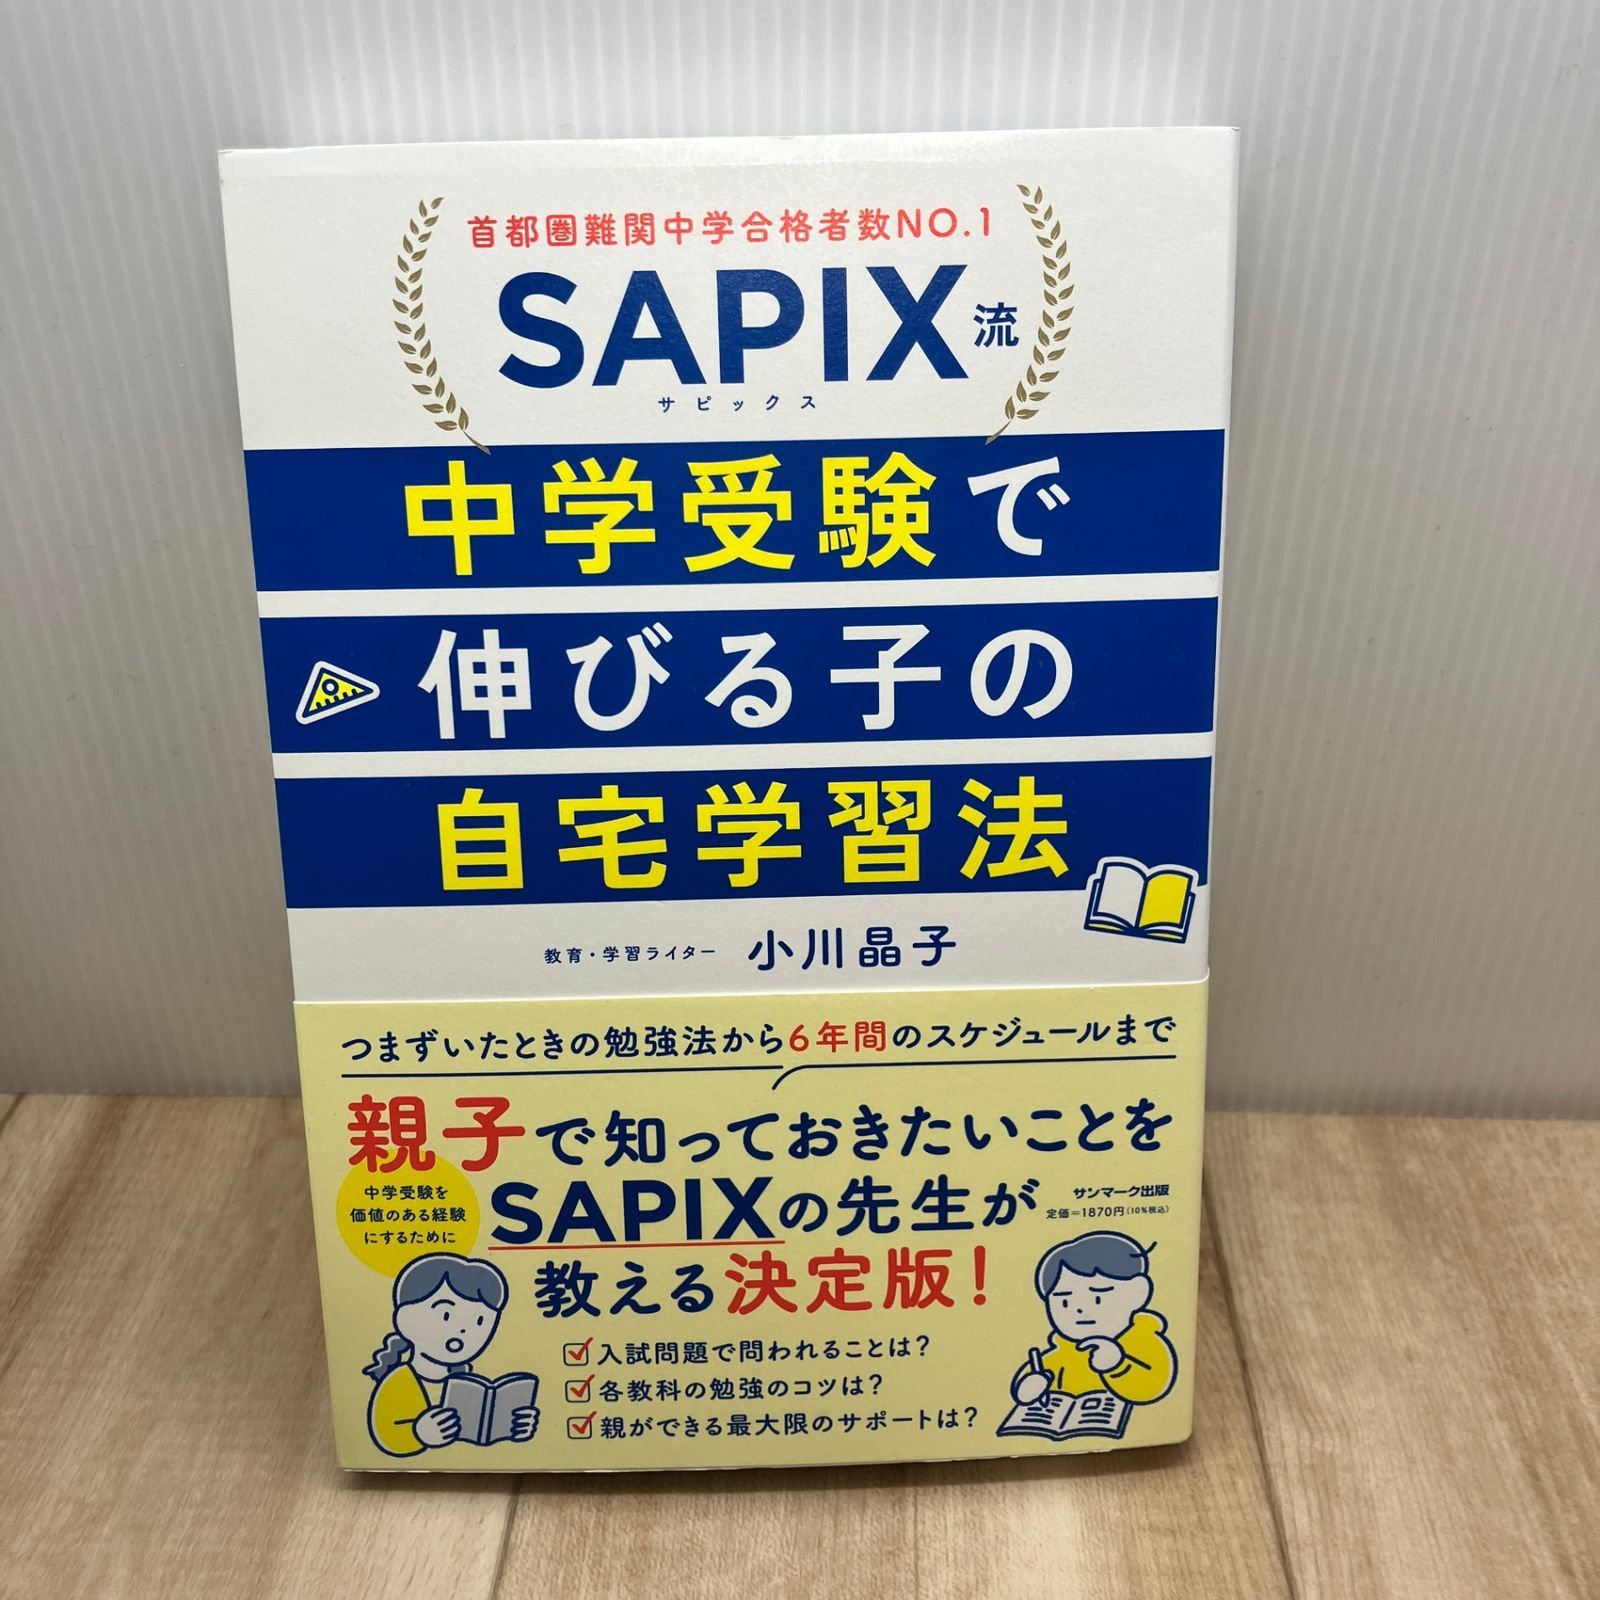 首都圏難関中学合格者数NO.1
SAPIX流
サピックス
中学受験で
伸びる子の
自宅学習法
教育・学習ライター 小川晶子
つまずいたときの勉強法から6年間のスケジュールまで
親子で知っておきたいことを
SAPIXの先生が
教える決定版!
中学受験を
価値のある経験
にするために
サンマーク出版
定価=1870円(10%税込)
入試問題で問われることは?
各教科の勉強のコツは?
親ができる最大限のサポートは?